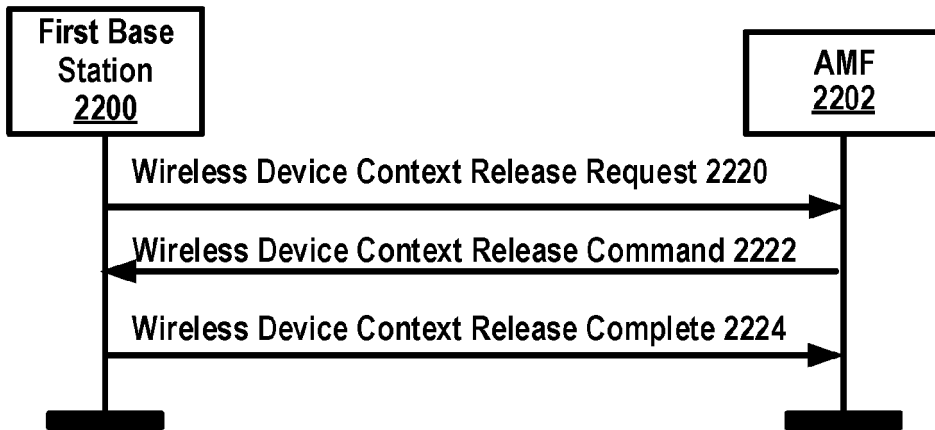 First Base
Station
2200
AMF
2202
Wireless Device Context Release Request 2220
Wireless Device Context Release Command 2222
Wireless Device Context Release Complete 2224